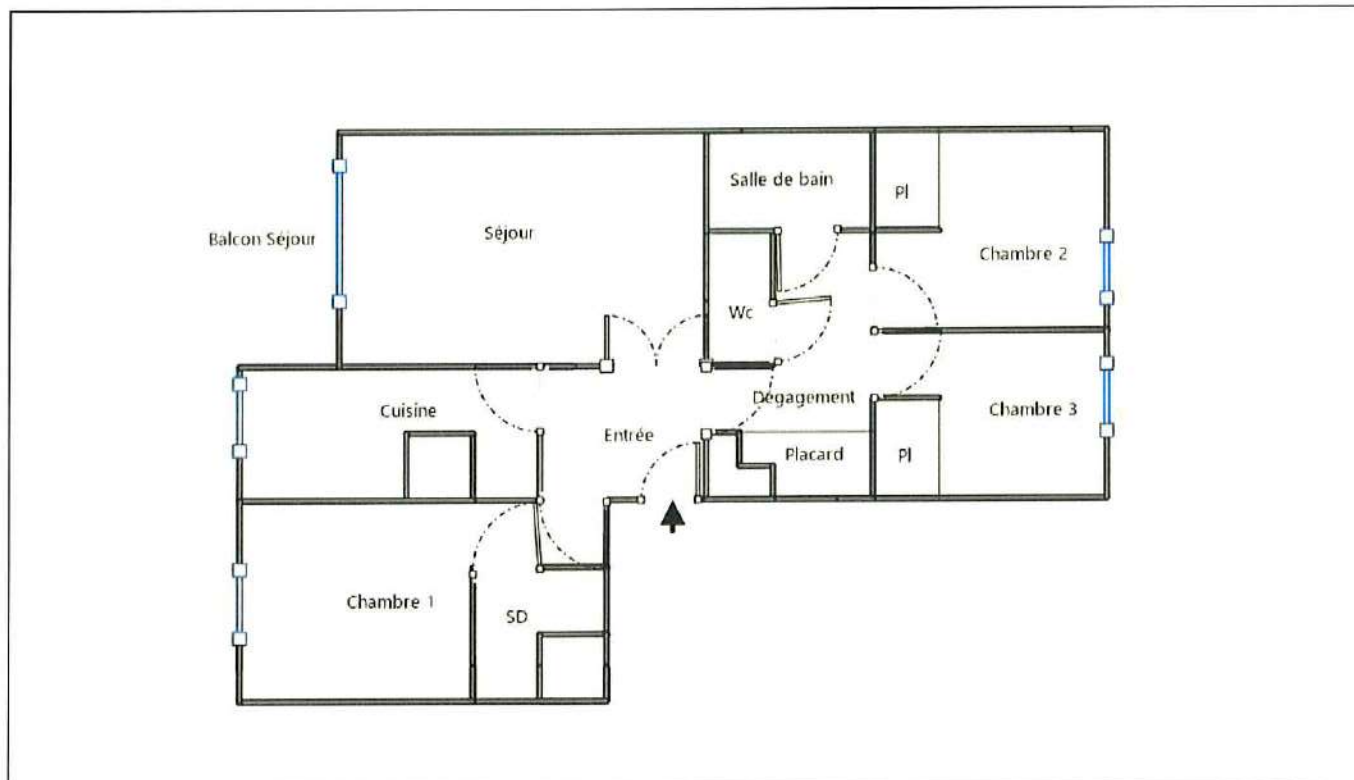 Salle de bain
Pl
Balcon Séjour
Séjour
Chambre 2
Wc
Cuisine
Dégagement
Chambre 3
Entrée
Placard
Pl
Chambre 1
SD